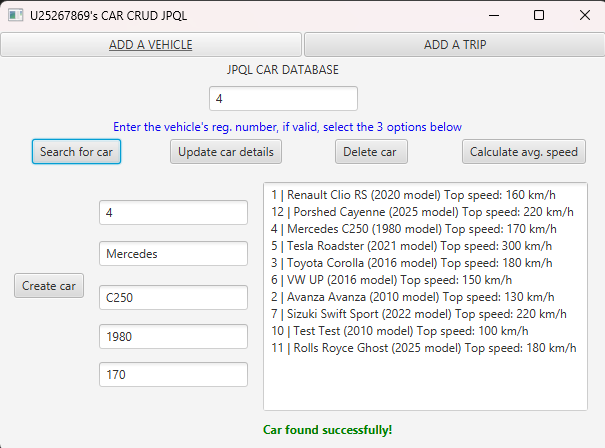 U25267869's CAR CRUD JPQL
ADD A VEHICLE
ADD A TRIP
JPQL CAR DATABASE
4
Enter the vehicle's reg. number, if valid, select the 3 options below
Search for car
Update car details
Delete car
Calculate avg. speed
Create car
4
Mercedes
C250
1980
170
1 | Renault Clio RS (2020 model) Top speed: 160 km/h
12 | Porshed Cayenne (2025 model) Top speed: 220 km/h
4 | Mercedes C250 (1980 model) Top speed: 170 km/h
5 | Tesla Roadster (2021 model) Top speed: 300 km/h
3 | Toyota Corolla (2016 model) Top speed: 180 km/h
6 | VW UP (2016 model) Top speed: 150 km/h
2 | Avanza Avanza (2010 model) Top speed: 130 km/h
7 | Sizuki Swift Sport (2022 model) Top speed: 220 km/h
10 | Test Test (2010 model) Top speed: 100 km/h
11 | Rolls Royce Ghost (2025 model) Top speed: 180 km/h
Car found successfully!